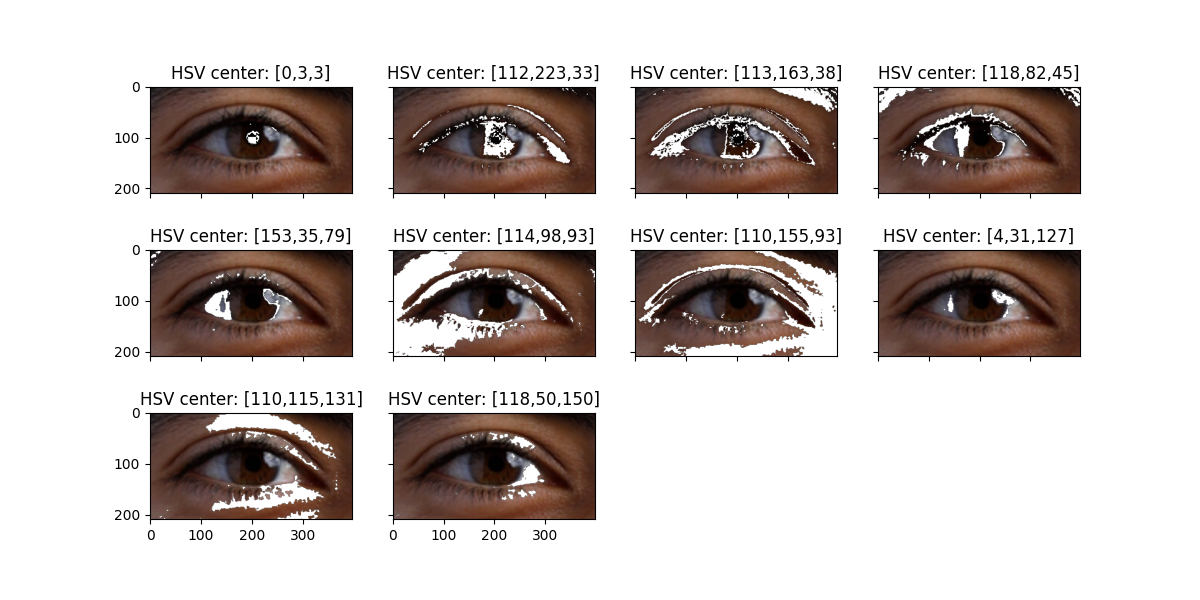 HSV center: [0,3,3] HSV center: [112,223,33] HSV center: [113,163,38] HSV center: [118,82,45]
0
100
200
HSV center: [153,35,79] HSV center: [114,98,93] HSV center: [110,155,93] HSV center: [4,31,127]
0
100
200
HSV center: [110,115,131] HSV center: [118,50,150]
0
100
200
0 100 200 300 0 100 200 300